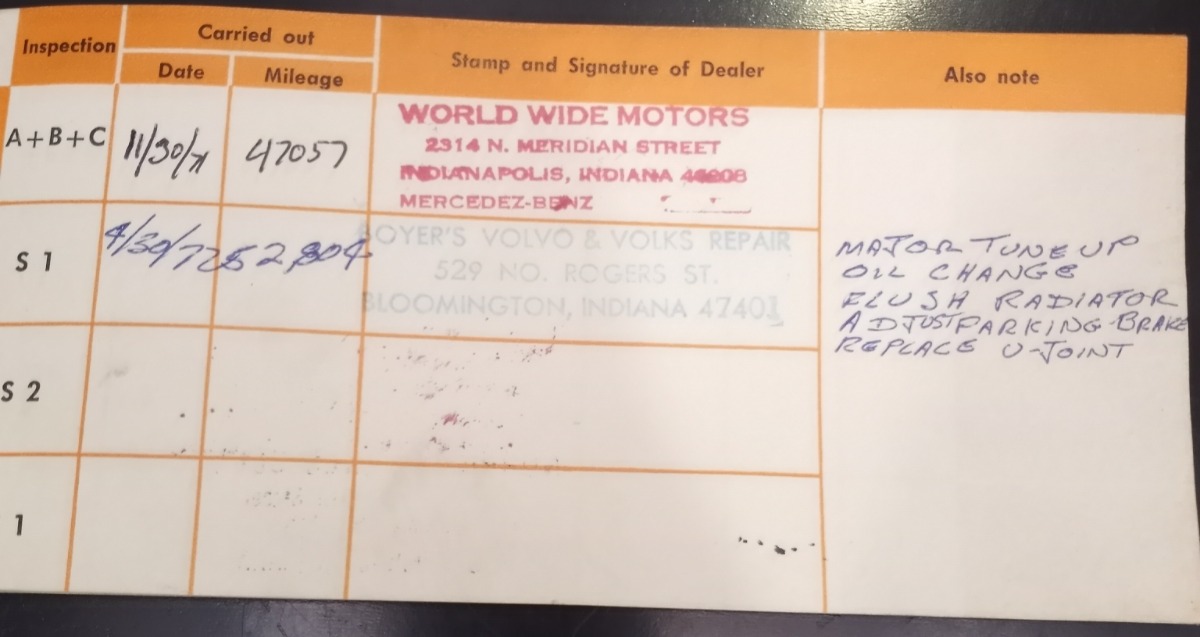 Inspection
Carried out
Date
Mileage
Stamp and Signature of Dealer
Also note
A+B+C
11/30/71
47057
WORLD WIDE MOTORS
2314 N. MERIDIAN STREET
INDIANAPOLIS, INDIANA 46208
MERCEDEZ-BENZ
S 1
4/30/72
52,804
BOYER'S VOLVO & VOLKS REPAIR
529 NO. ROGERS ST.
BLOOMINGTON, INDIANA 47401
MAJOR TUNE UP
OIL CHANGE
FLUSH RADIATOR
ADJUST PARKING BRAKE
REPLACE U-JOINT
S 2
1